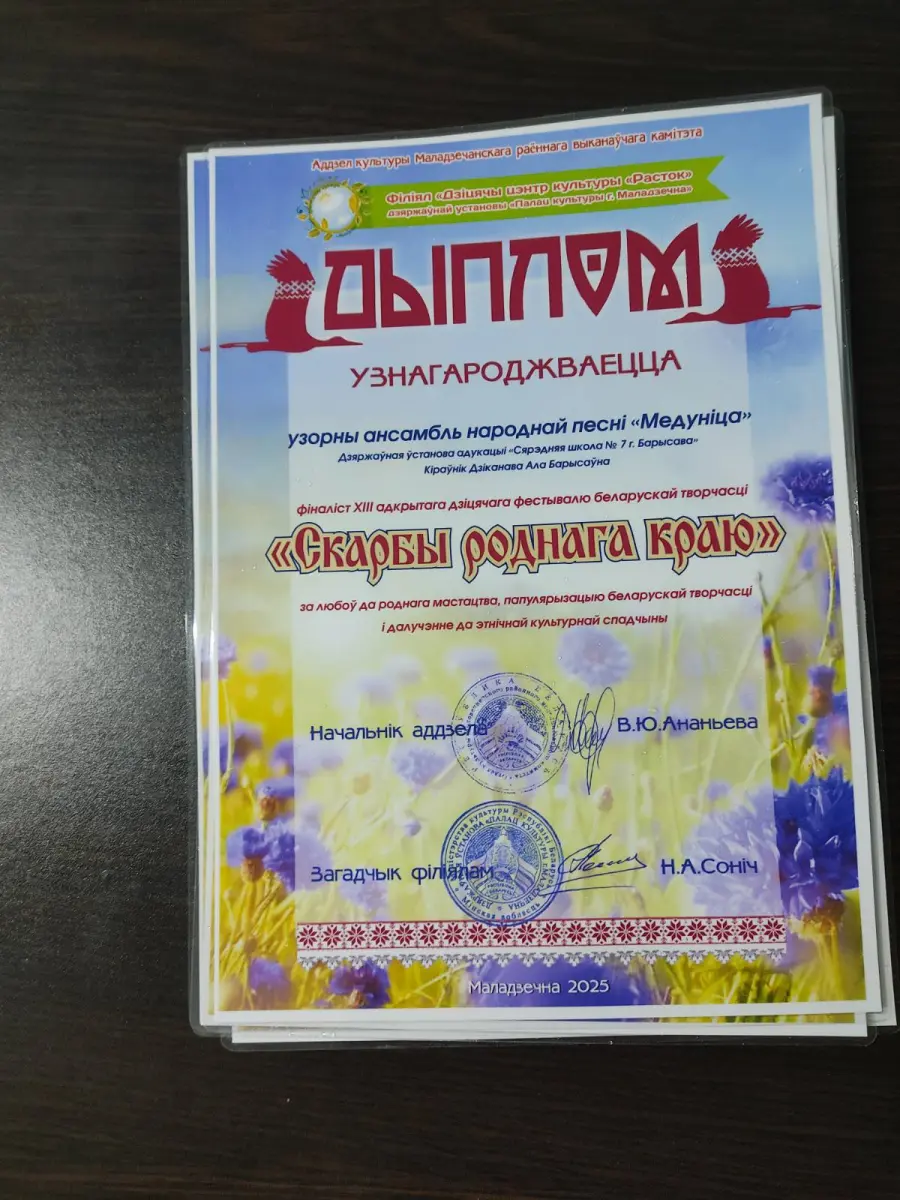 Аддзел культуры Маладзечанскага раённага выканаўчага камітэта
Філіял «Дзіцячы цэнтр культуры «Расток»
дзяржаўнай установы «Палац культуры г. Маладзечна»
ДЫПЛОМ
УЗНАГАРОДЖВАЕЦЦА
узорны ансамбль народнай песні «Медуніца»
Дзяржаўная ўстанова адукацыі «Сярэдняя школа № 7 г. Барысава»
Кіраўнік Дзіканава Ала Барысаўна
фіналіст XIII адкрытага дзіцячага фестывалю беларускай творчасці
«Скарбы роднага краю»
за любоў да роднага мастацтва, папулярызацыю беларускай творчасці
і далучэнне да этнічнай культурнай спадчыны
Начальнік аддзела В.Ю.Ананьева
Загадчык філіялам Н.А.Соніч
Маладзечна 2025